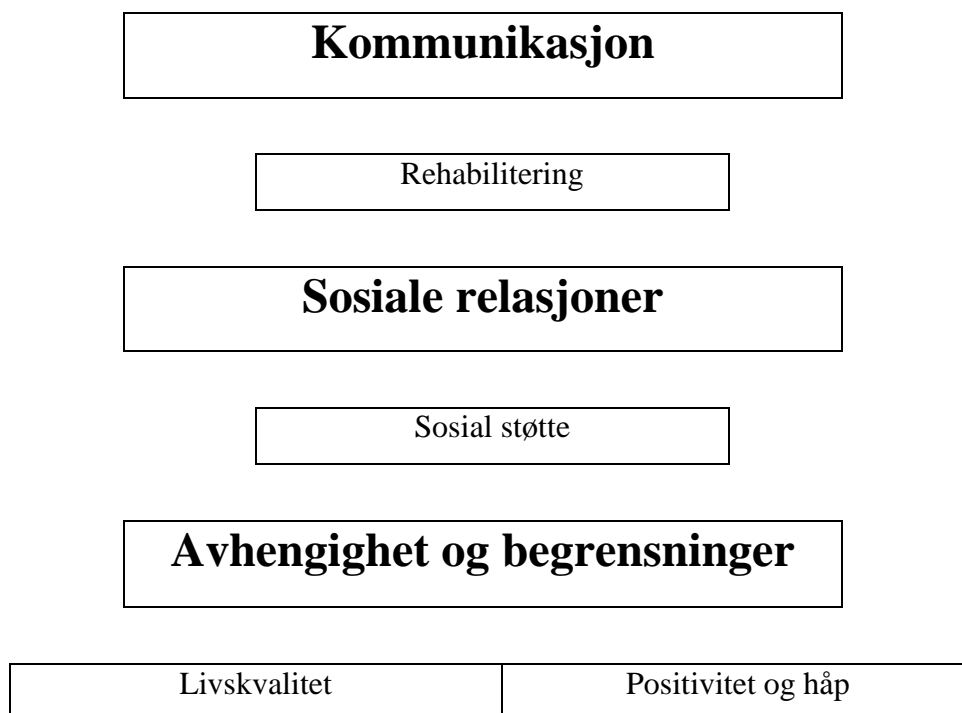 Kommunikasjon
Rehabilitering
Sosiale relasjoner
Sosial støtte
Avhengighet og begrensninger
Livskvalitet
Positivitet og håp